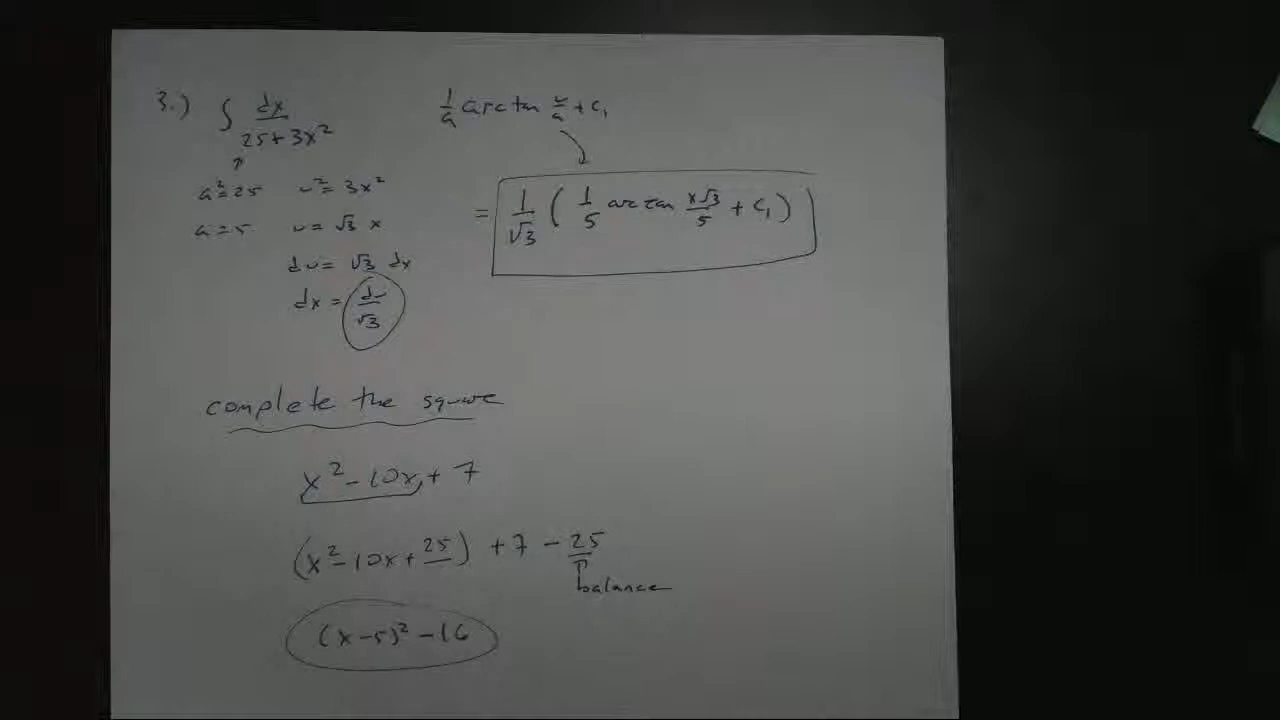 3.) ∫ dx / 25+3x²
a²=25 u²=3x²
a=5 u=√3 x
du=√3 dx
dx = du/√3
1/a arctan u/a + C₁
= 1/√3 ( 1/5 arctan x√3/5 + C₁ )
complete the square
x²-10x+7
(x²-10x+25) +7-25
balance
(x-5)²-16